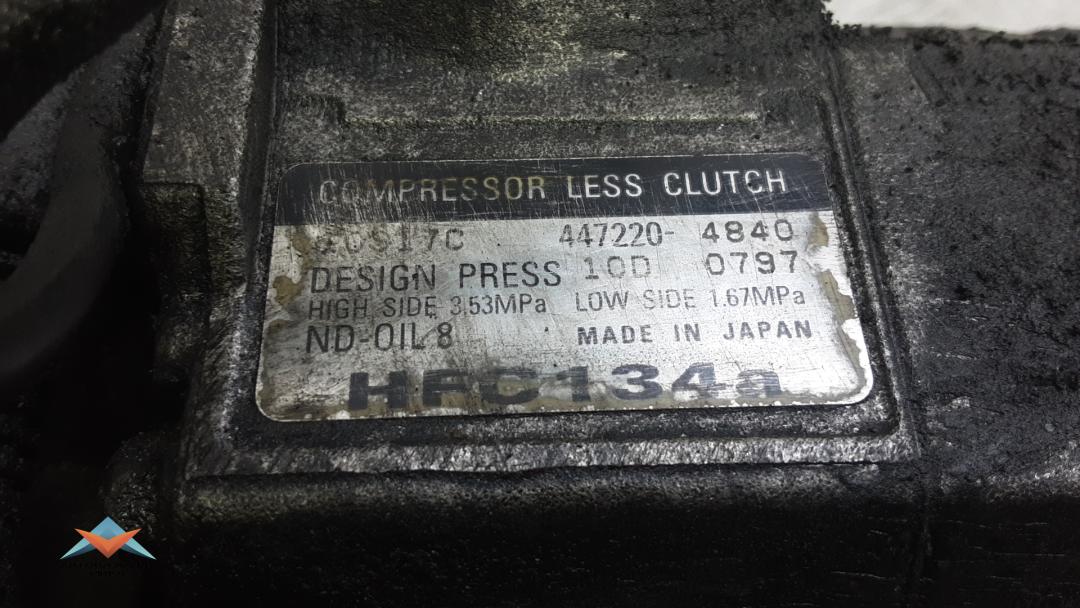 COMPRESSOR LESS CLUTCH
10S17C 447220- 4840
DESIGN PRESS 10D 0797
HIGH SIDE 3.53MPa LOW SIDE 1.67MPa
ND-OIL 8 MADE IN JAPAN
HFC134a